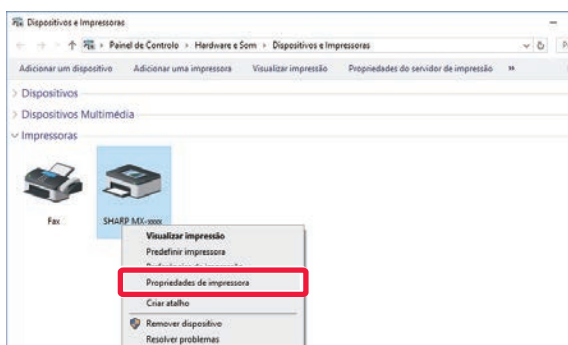 Dispositivos e Impressoras
Painel de Controlo > Hardware e Som > Dispositivos e Impressoras
Adicionar um dispositivo Adicionar uma impressora Visualizar impressão Propriedades do servidor de impressão »
> Dispositivos
> Dispositivos Multimédia
Impressoras
Fax
SHARP MX-xxxx
Visualizar impressão
Predefinir impressora
Propriedades de impressora
Criar atalho
Remover dispositivo
Resolver problemas